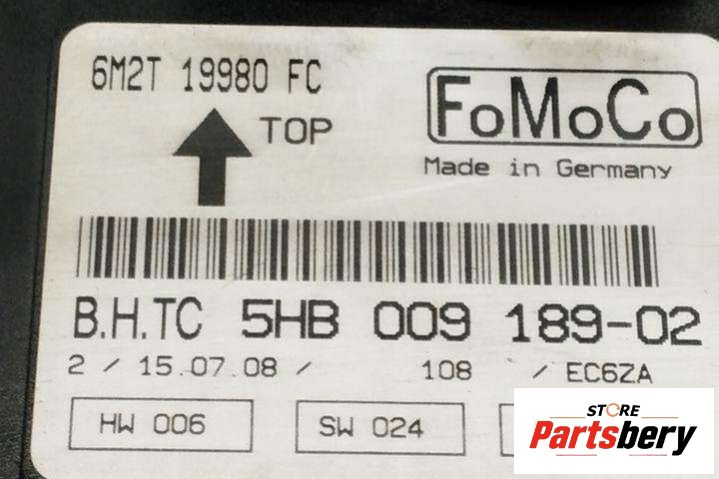 6M2T 19980 FC
FoMoCo
TOP
Made in Germany
B.H.TC 5HB 009 189-02
2 / 15.07.08 / 108 / EC6ZA
HW 006
SW 024
STORE
Partsbery